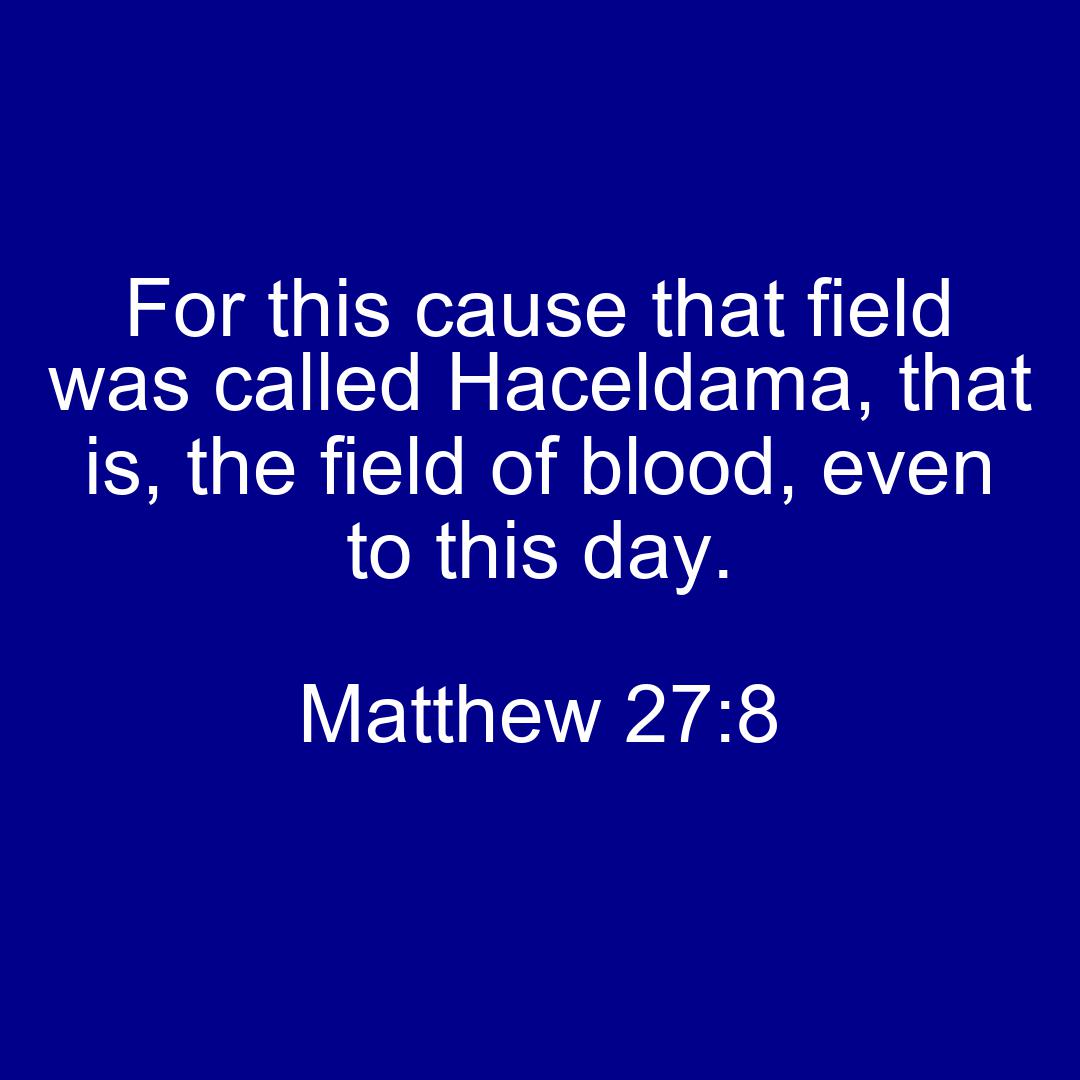 For this cause that field
was called Haceldama, that
is, the field of blood, even
to this day.
Matthew 27:8